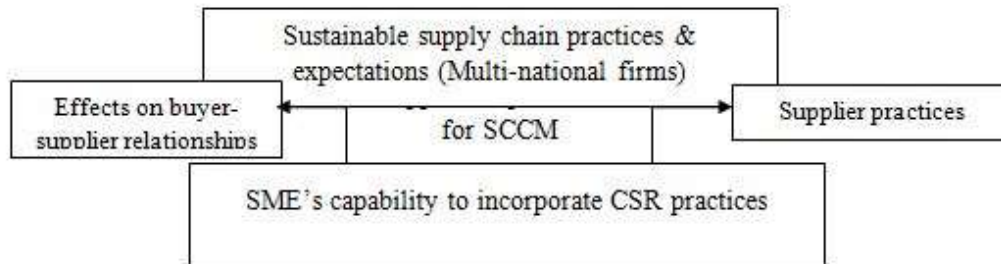 Sustainable supply chain practices &
expectations (Multi-national firms)
Effects on buyer-
supplier relationships
for SCCM
Supplier practices
SME's capability to incorporate CSR practices